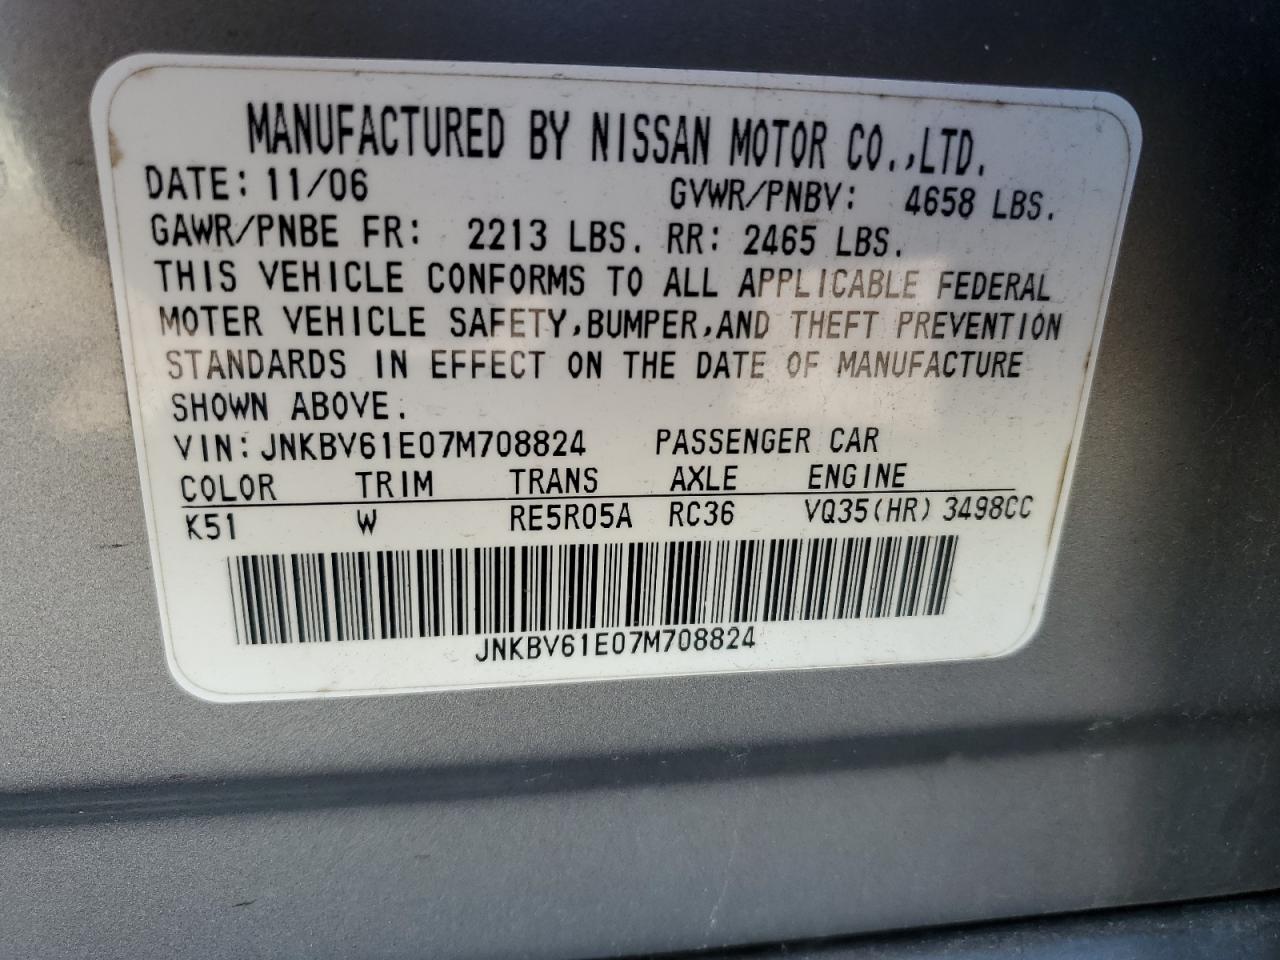 MANUFACTURED BY NISSAN MOTOR CO.,LTD.
DATE: 11/06 GVWR/PNBV: 4658 LBS.
GAWR/PNBE FR: 2213 LBS. RR: 2465 LBS.
THIS VEHICLE CONFORMS TO ALL APPLICABLE FEDERAL
MOTER VEHICLE SAFETY,BUMPER,AND THEFT PREVENTION
STANDARDS IN EFFECT ON THE DATE OF MANUFACTURE
SHOWN ABOVE.
VIN: JNKBV61E07M708824 PASSENGER CAR
COLOR TRIM TRANS AXLE ENGINE
K51 W RE5R05A RC36 VQ35(HR) 3498CC
JNKBV61E07M708824